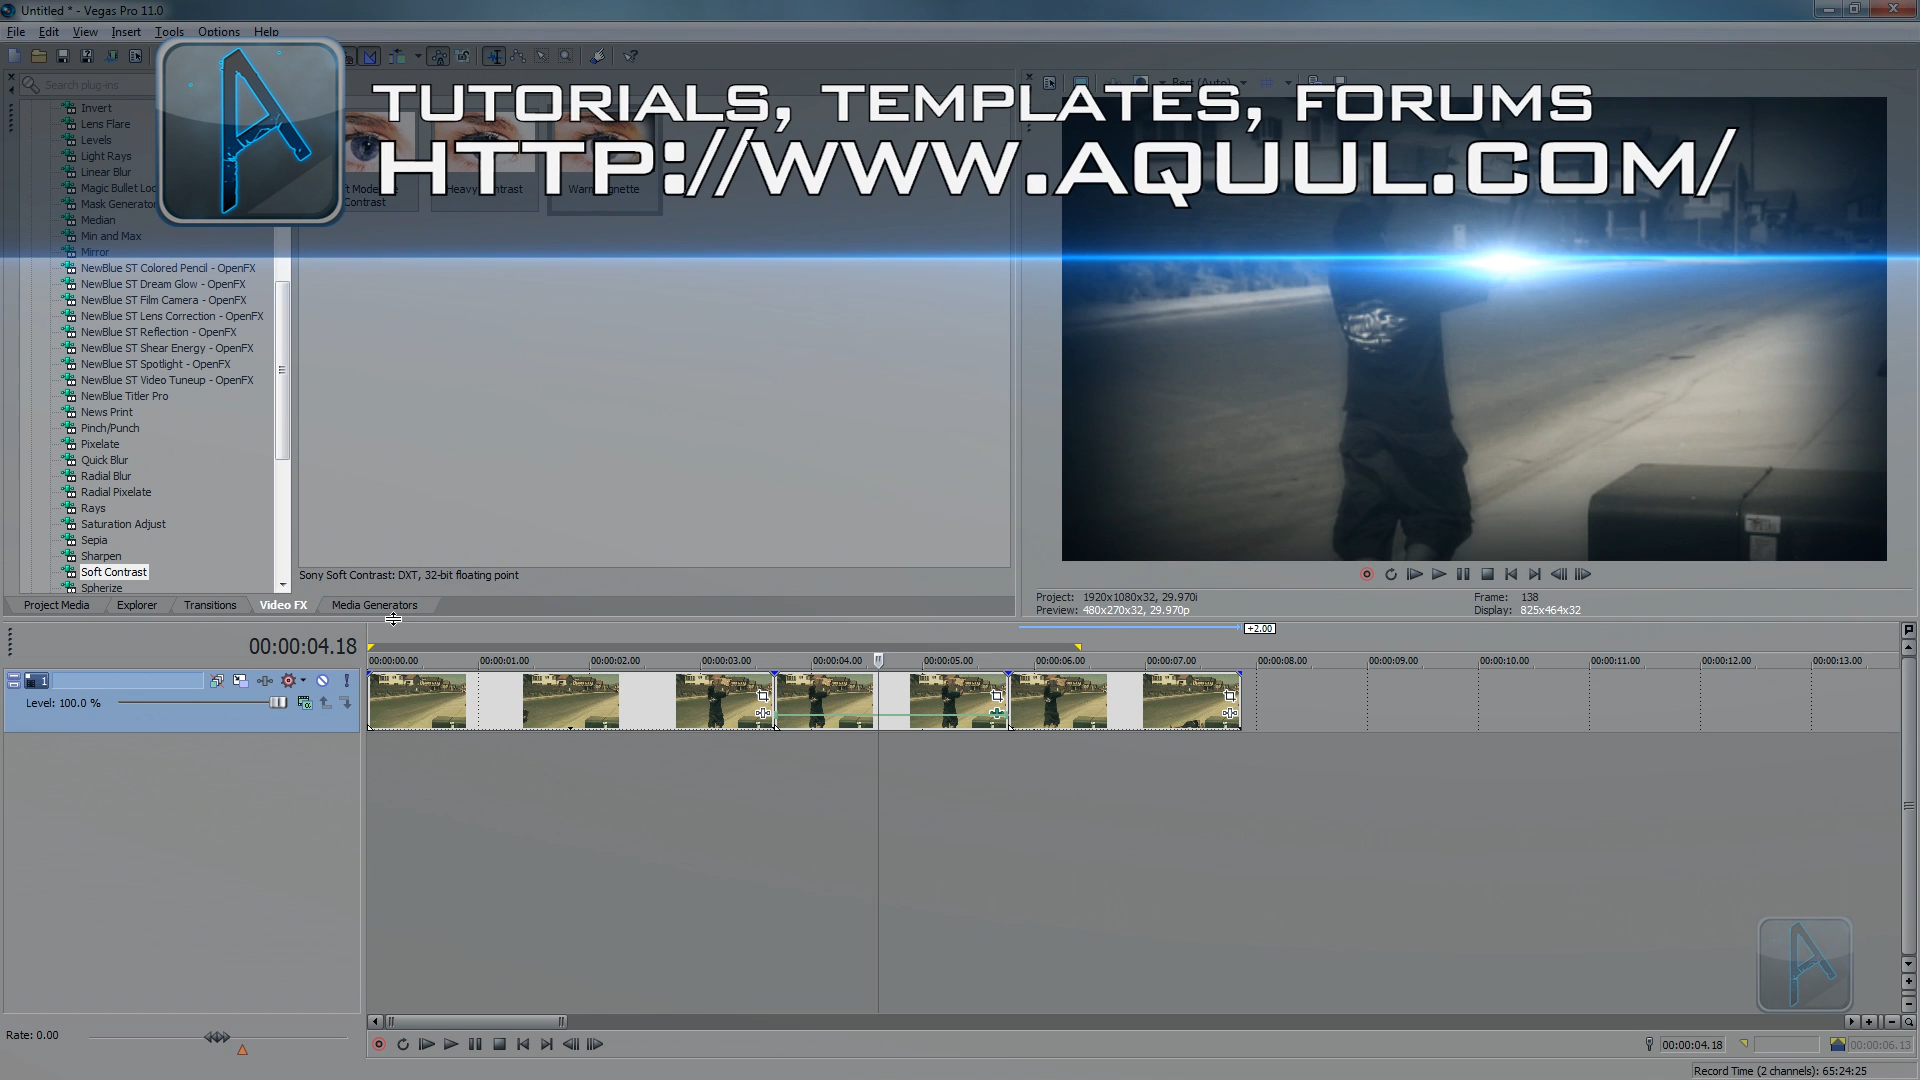 Untitled * - Vegas Pro 11.0
File Edit View Insert Tools Options Help
TUTORIALS, TEMPLATES, FORUMS
HTTP://WWW.AQUUL.COM/
Search plug-ins
Best (Auto)
Invert
Lens Flare
Levels
Light Rays
Linear Blur
Magic Bullet Loo
Mask Generator
Median
Min and Max
Mirror
NewBlue ST Colored Pencil - OpenFX
NewBlue ST Dream Glow - OpenFX
NewBlue ST Film Camera - OpenFX
NewBlue ST Lens Correction - OpenFX
NewBlue ST Reflection - OpenFX
NewBlue ST Shear Energy - OpenFX
NewBlue ST Spotlight - OpenFX
NewBlue ST Video Tuneup - OpenFX
NewBlue Titler Pro
News Print
Pinch/Punch
Pixelate
Quick Blur
Radial Blur
Radial Pixelate
Rays
Saturation Adjust
Sepia
Sharpen
Soft Contrast
Spherize
Contrast
Sony Soft Contrast: DXT, 32-bit floating point
Project Media Explorer Transitions Video FX Media Generators
Project: 1920x1080x32, 29.970i
Preview: 480x270x32, 29.970p
Frame: 138
Display: 825x464x32
+2.00
00:00:04.18
00:00:00.00 00:00:01.00 00:00:02.00 00:00:03.00 00:00:04.00 00:00:05.00 00:00:06.00 00:00:07.00 00:00:08.00 00:00:09.00 00:00:10.00 00:00:11.00 00:00:12.00 00:00:13.00
1
Level: 100.0 %
Rate: 0.00
00:00:04.18
00:00:06.13
Record Time (2 channels): 65:24:25